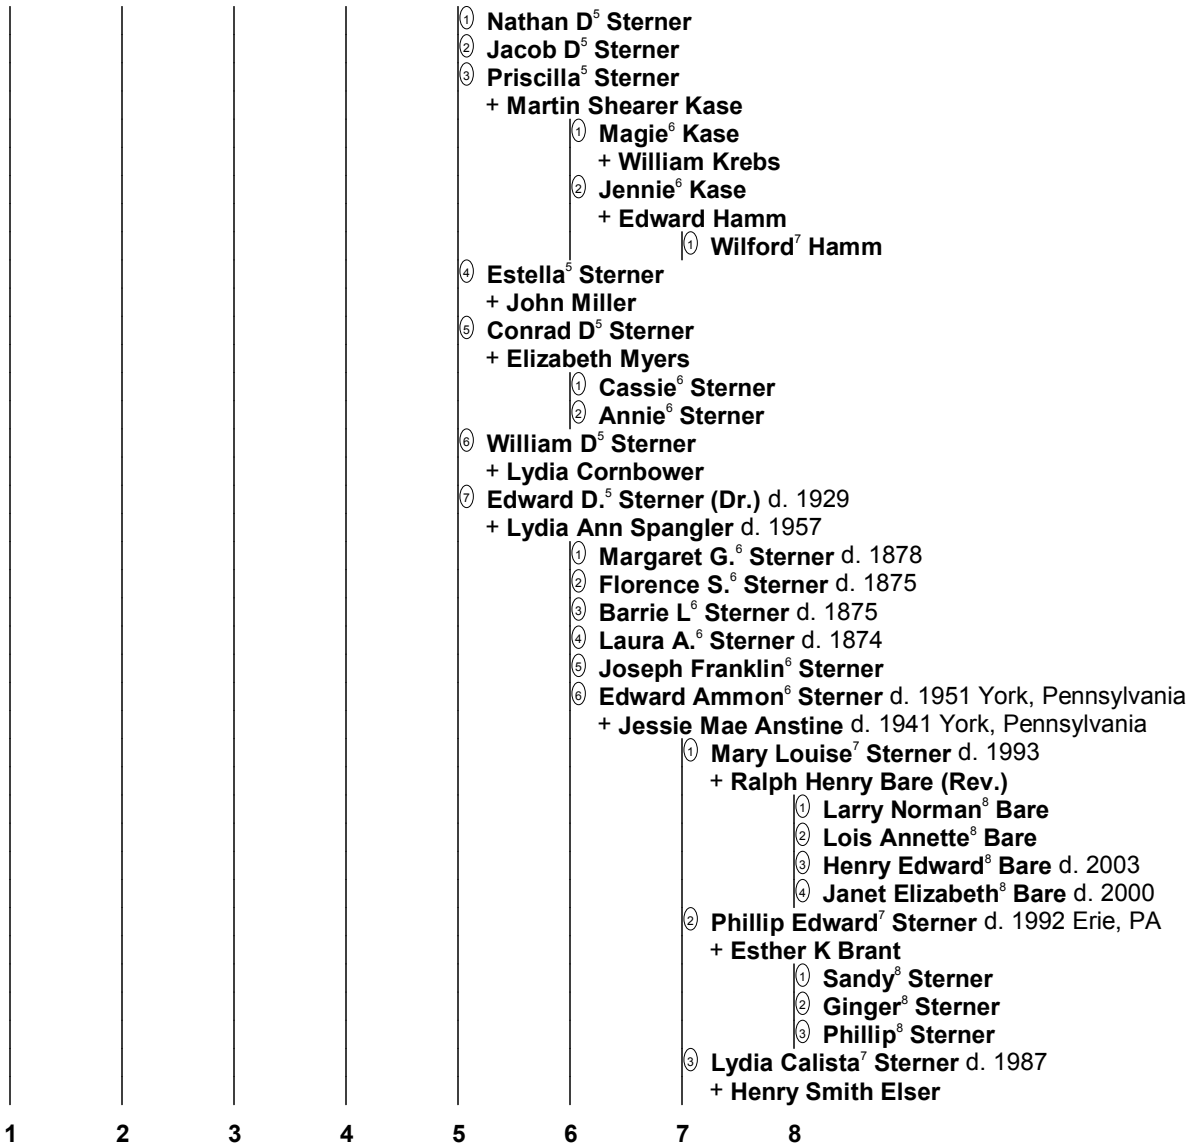 ① Nathan D⁵ Sterner
② Jacob D⁵ Sterner
③ Priscilla⁵ Sterner
+ Martin Shearer Kase
① Magie⁶ Kase
+ William Krebs
② Jennie⁶ Kase
+ Edward Hamm
① Wilford⁷ Hamm
④ Estella⁵ Sterner
+ John Miller
⑤ Conrad D⁵ Sterner
+ Elizabeth Myers
① Cassie⁶ Sterner
② Annie⁶ Sterner
⑥ William D⁵ Sterner
+ Lydia Cornbower
⑦ Edward D.⁵ Sterner (Dr.) d. 1929
+ Lydia Ann Spangler d. 1957
① Margaret G.⁶ Sterner d. 1878
② Florence S.⁶ Sterner d. 1875
③ Barrie L⁶ Sterner d. 1875
④ Laura A.⁶ Sterner d. 1874
⑤ Joseph Franklin⁶ Sterner
⑥ Edward Ammon⁶ Sterner d. 1951 York, Pennsylvania
+ Jessie Mae Anstine d. 1941 York, Pennsylvania
① Mary Louise⁷ Sterner d. 1993
+ Ralph Henry Bare (Rev.)
① Larry Norman⁸ Bare
② Lois Annette⁸ Bare
③ Henry Edward⁸ Bare d. 2003
④ Janet Elizabeth⁸ Bare d. 2000
② Phillip Edward⁷ Sterner d. 1992 Erie, PA
+ Esther K Brant
① Sandy⁸ Sterner
② Ginger⁸ Sterner
③ Phillip⁸ Sterner
③ Lydia Calista⁷ Sterner d. 1987
+ Henry Smith Elser
1 2 3 4 5 6 7 8